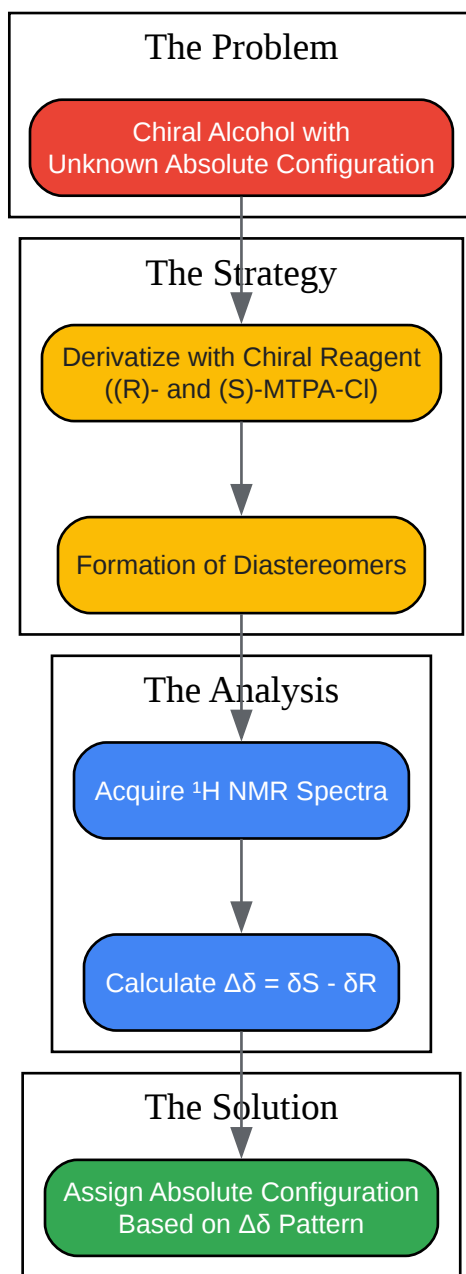 The Problem
Chiral Alcohol with
Unknown Absolute Configuration
The Strategy
Derivatize with Chiral Reagent
((R)- and (S)-MTPA-Cl)
Formation of Diastereomers
The Analysis
Acquire ¹H NMR Spectra
Calculate Δδ = δS - δR
The Solution
Assign Absolute Configuration
Based on Δδ Pattern